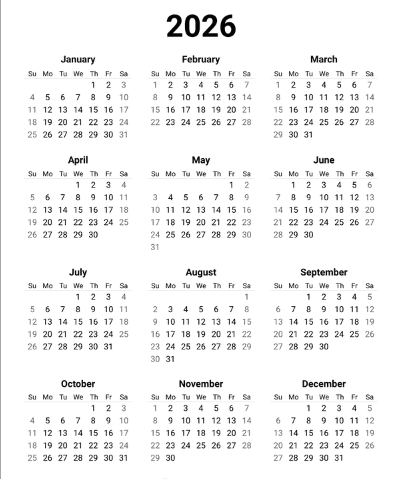 2026
January February March
Su Mo Tu We Th Fr Sa Su Mo Tu We Th Fr Sa Su Mo Tu We Th Fr Sa
1 2 3 1 2 3 4 5 6 7 1 2 3 4 5 6 7
4 5 6 7 8 9 10 8 9 10 11 12 13 14 8 9 10 11 12 13 14
11 12 13 14 15 16 17 15 16 17 18 19 20 21 15 16 17 18 19 20 21
18 19 20 21 22 23 24 22 23 24 25 26 27 28 22 23 24 25 26 27 28
25 26 27 28 29 30 31 29 30 31
April May June
Su Mo Tu We Th Fr Sa Su Mo Tu We Th Fr Sa Su Mo Tu We Th Fr Sa
1 2 3 4 1 2 1 2 3 4 5 6
5 6 7 8 9 10 11 3 4 5 6 7 8 9 7 8 9 10 11 12 13
12 13 14 15 16 17 18 10 11 12 13 14 15 16 14 15 16 17 18 19 20
19 20 21 22 23 24 25 17 18 19 20 21 22 23 21 22 23 24 25 26 27
26 27 28 29 30 24 25 26 27 28 29 30 28 29 30
31
July August September
Su Mo Tu We Th Fr Sa Su Mo Tu We Th Fr Sa Su Mo Tu We Th Fr Sa
1 2 3 4 1 1 2 3 4 5
5 6 7 8 9 10 11 2 3 4 5 6 7 8 6 7 8 9 10 11 12
12 13 14 15 16 17 18 9 10 11 12 13 14 15 13 14 15 16 17 18 19
19 20 21 22 23 24 25 16 17 18 19 20 21 22 20 21 22 23 24 25 26
26 27 28 29 30 31 23 24 25 26 27 28 29 27 28 29 30
30 31
October November December
Su Mo Tu We Th Fr Sa Su Mo Tu We Th Fr Sa Su Mo Tu We Th Fr Sa
1 2 3 1 2 3 4 5 6 7 1 2 3 4 5
4 5 6 7 8 9 10 8 9 10 11 12 13 14 6 7 8 9 10 11 12
11 12 13 14 15 16 17 15 16 17 18 19 20 21 13 14 15 16 17 18 19
18 19 20 21 22 23 24 22 23 24 25 26 27 28 20 21 22 23 24 25 26
25 26 27 28 29 30 31 29 30 27 28 29 30 31